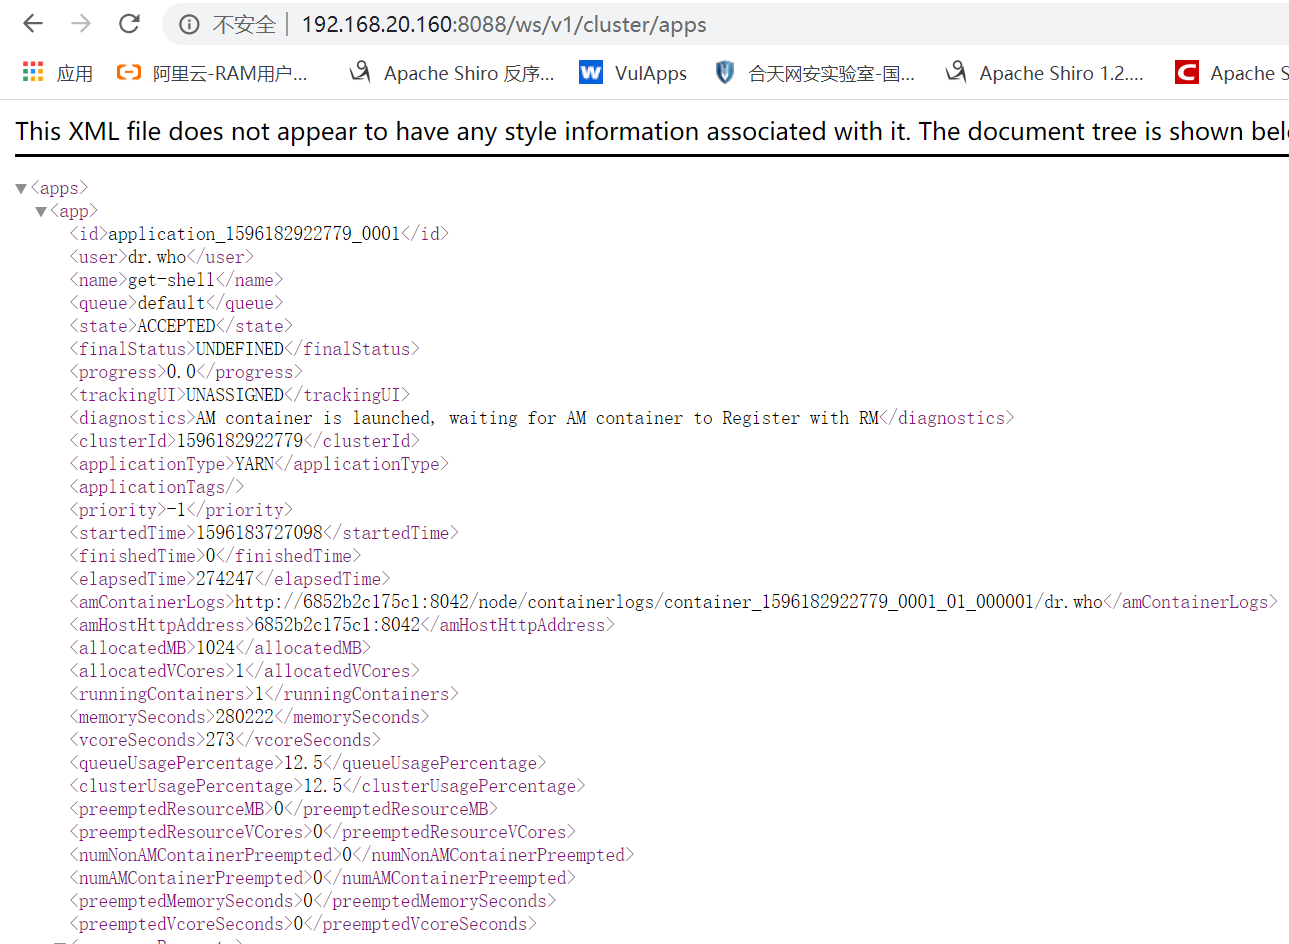 不安全 | 192.168.20.160:8088/ws/v1/cluster/apps
应用 阿里云-RAM用户... Apache Shiro 反序... VulApps 合天网安实验室-国... Apache Shiro 1.2.... Apache S
This XML file does not appear to have any style information associated with it. The document tree is shown bel
▼<apps>
▼<app>
<id>application_1596182922779_0001</id>
<user>dr.who</user>
<name>get-shell</name>
<queue>default</queue>
<state>ACCEPTED</state>
<finalStatus>UNDEFINED</finalStatus>
<progress>0.0</progress>
<trackingUI>UNASSIGNED</trackingUI>
<diagnostics>AM container is launched, waiting for AM container to Register with RM</diagnostics>
<clusterId>1596182922779</clusterId>
<applicationType>YARN</applicationType>
<applicationTags/>
<priority>-1</priority>
<startedTime>1596183727098</startedTime>
<finishedTime>0</finishedTime>
<elapsedTime>274247</elapsedTime>
<amContainerLogs>http://6852b2c175c1:8042/node/containerlogs/container_1596182922779_0001_01_000001/dr.who</amContainerLogs>
<amHostHttpAddress>6852b2c175c1:8042</amHostHttpAddress>
<allocatedMB>1024</allocatedMB>
<allocatedVCores>1</allocatedVCores>
<runningContainers>1</runningContainers>
<memorySeconds>280222</memorySeconds>
<vcoreSeconds>273</vcoreSeconds>
<queueUsagePercentage>12.5</queueUsagePercentage>
<clusterUsagePercentage>12.5</clusterUsagePercentage>
<preemptedResourceMB>0</preemptedResourceMB>
<preemptedResourceVCores>0</preemptedResourceVCores>
<numNonAMContainerPreempted>0</numNonAMContainerPreempted>
<numAMContainerPreempted>0</numAMContainerPreempted>
<preemptedMemorySeconds>0</preemptedMemorySeconds>
<preemptedVcoreSeconds>0</preemptedVcoreSeconds>